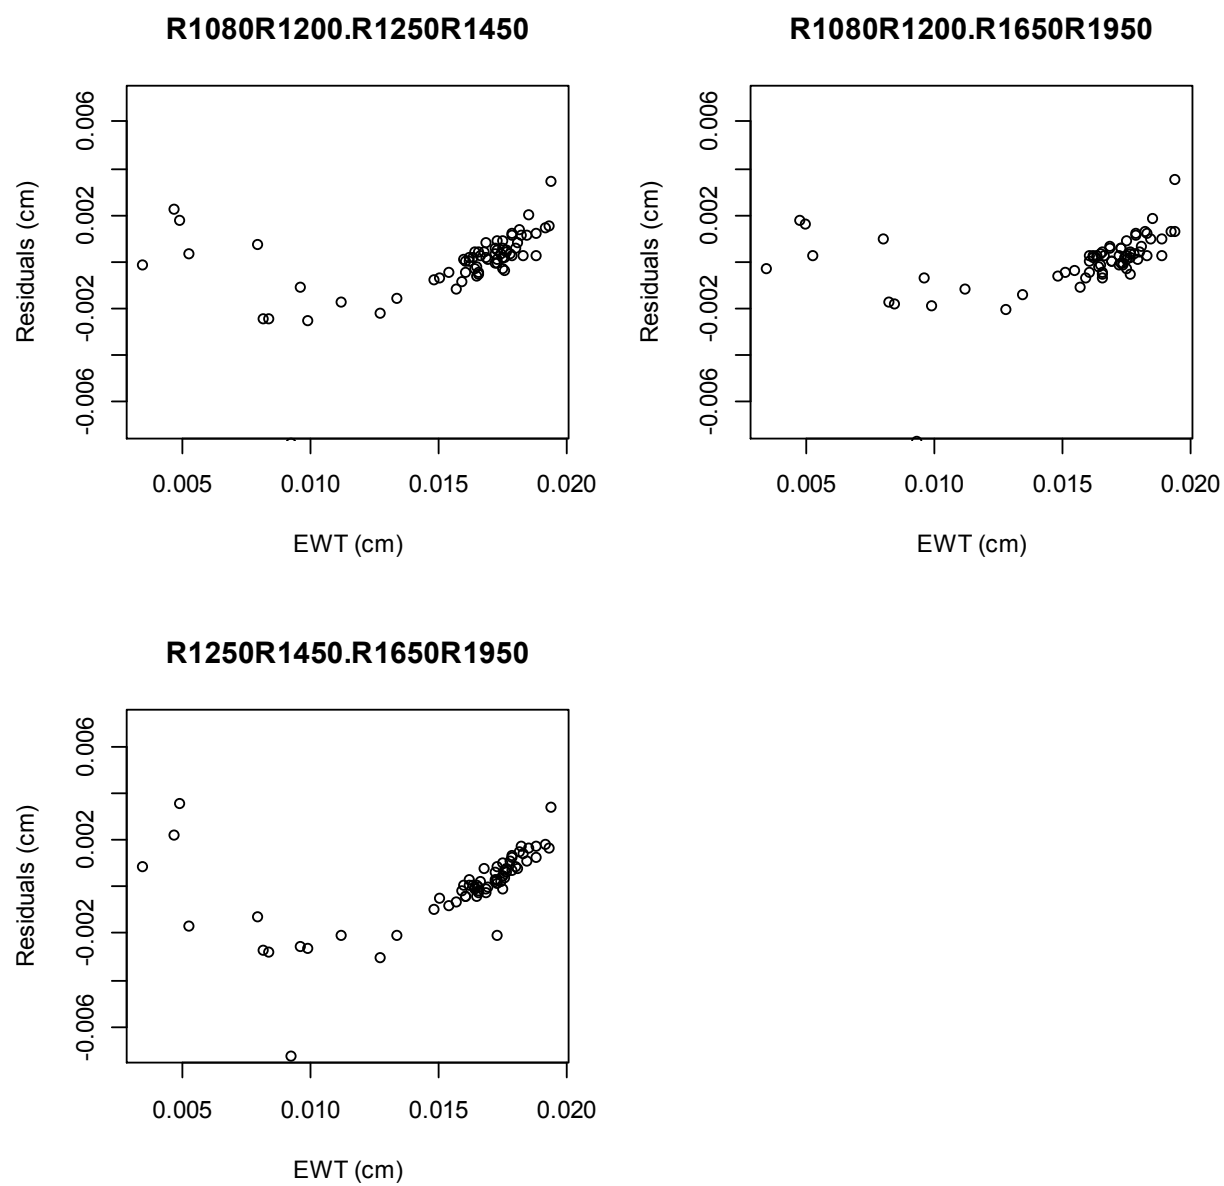 R1080R1200.R1250R1450
Residuals (cm)
0.006
0.002
-0.002
-0.006
0.005 0.010 0.015 0.020
EWT (cm)
R1080R1200.R1650R1950
Residuals (cm)
0.006
0.002
-0.002
-0.006
0.005 0.010 0.015 0.020
EWT (cm)
R1250R1450.R1650R1950
Residuals (cm)
0.006
0.002
-0.002
-0.006
0.005 0.010 0.015 0.020
EWT (cm)